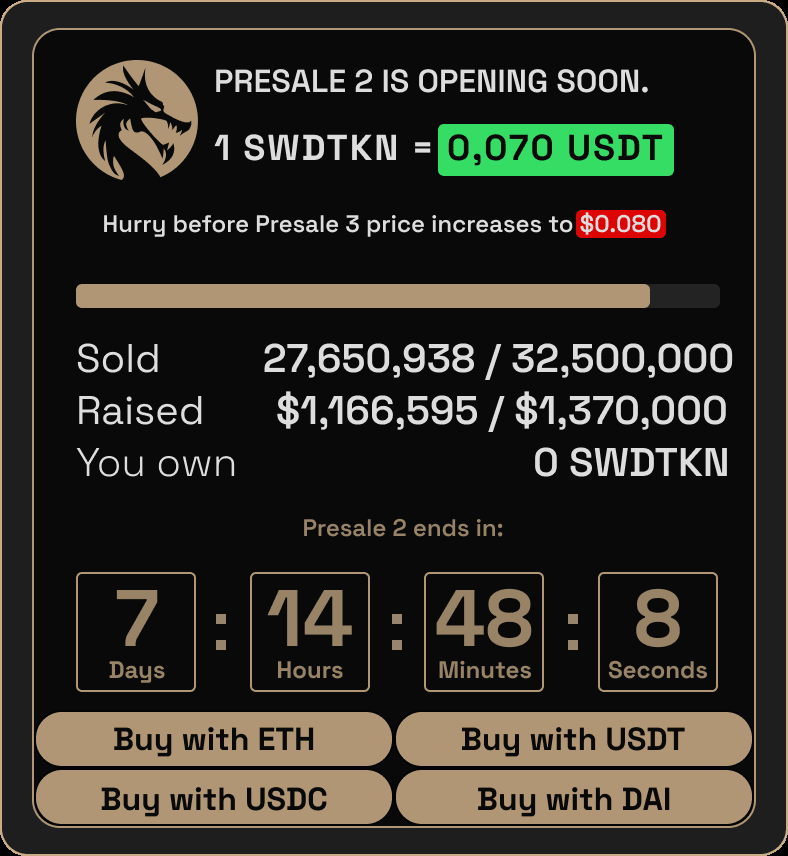 PRESALE 2 IS OPENING SOON.
1 SWDTKN = 0,070 USDT
Hurry before Presale 3 price increases to $0.080
Sold 27,650,938 / 32,500,000
Raised $1,166,595 / $1,370,000
You own 0 SWDTKN
Presale 2 ends in:
7 : 14 : 48 : 8
Days Hours Minutes Seconds
Buy with ETH Buy with USDT
Buy with USDC Buy with DAI